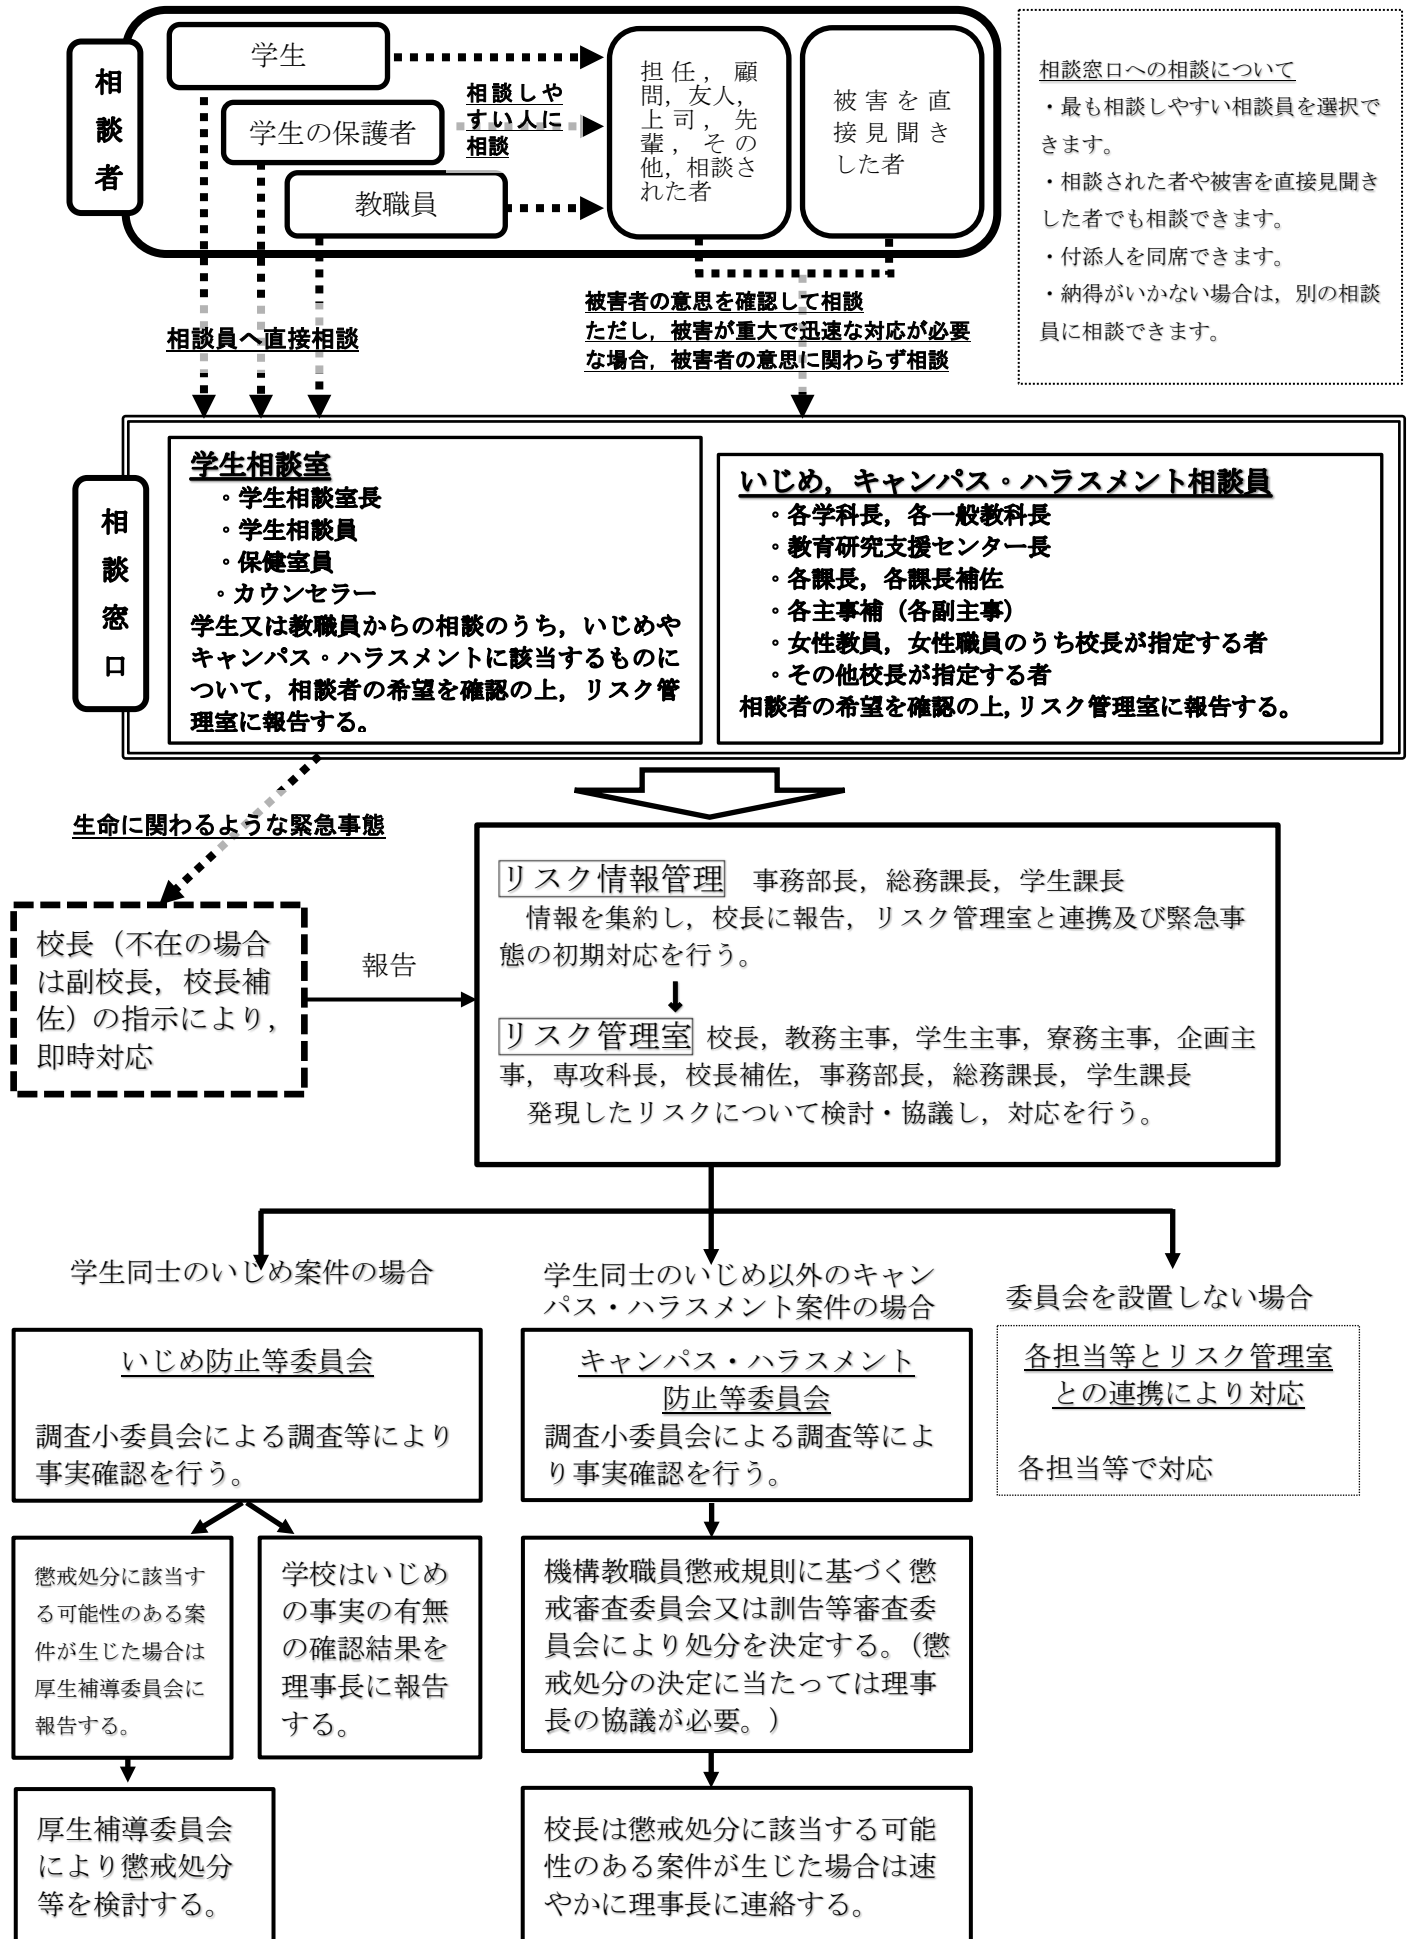 相談者
学生
学生の保護者
教職員
相談しや
すい人に
相談
担任，顧
問，友人，
上司，先
輩，その
他，相談さ
れた者
被害を直
接見聞き
した者
相談窓口への相談について
・最も相談しやすい相談員を選択で
きます。
・相談された者や被害を直接見聞き
した者でも相談できます。
・付添人を同席できます。
・納得がいかない場合は，別の相談
員に相談できます。
相談員へ直接相談
被害者の意思を確認して相談
ただし，被害が重大で迅速な対応が必要
な場合，被害者の意思に関わらず相談
相談窓口
学生相談室
・学生相談室長
・学生相談員
・保健室員
・カウンセラー
学生又は教職員からの相談のうち，いじめや
キャンパス・ハラスメントに該当するものに
ついて，相談者の希望を確認の上，リスク管
理室に報告する。
いじめ，キャンパス・ハラスメント相談員
・各学科長，各一般教科長
・教育研究支援センター長
・各課長，各課長補佐
・各主事補（各副主事）
・女性教員，女性職員のうち校長が指定する者
・その他校長が指定する者
相談者の希望を確認の上，リスク管理室に報告する。
生命に関わるような緊急事態
校長（不在の場合
は副校長，校長補
佐）の指示により，
即時対応
報告
リスク情報管理　事務部長，総務課長，学生課長
情報を集約し，校長に報告，リスク管理室と連携及び緊急事
態の初期対応を行う。
リスク管理室 校長，教務主事，学生主事，寮務主事，企画主
事，専攻科長，校長補佐，事務部長，総務課長，学生課長
発現したリスクについて検討・協議し，対応を行う。
学生同士のいじめ案件の場合
学生同士のいじめ以外のキャン
パス・ハラスメント案件の場合
委員会を設置しない場合
いじめ防止等委員会
調査小委員会による調査等により
事実確認を行う。
キャンパス・ハラスメント
防止等委員会
調査小委員会による調査等によ
り事実確認を行う。
各担当等とリスク管理室
との連携により対応
各担当等で対応
懲戒処分に該当す
る可能性のある案
件が生じた場合は
厚生補導委員会に
報告する。
学校はいじめ
の事実の有無
の確認結果を
理事長に報告
する。
機構教職員懲戒規則に基づく懲
戒審査委員会又は訓告等審査委
員会により処分を決定する。（懲
戒処分の決定に当たっては理事
長の協議が必要。）
厚生補導委員会
により懲戒処分
等を検討する。
校長は懲戒処分に該当する可能
性のある案件が生じた場合は速
やかに理事長に連絡する。